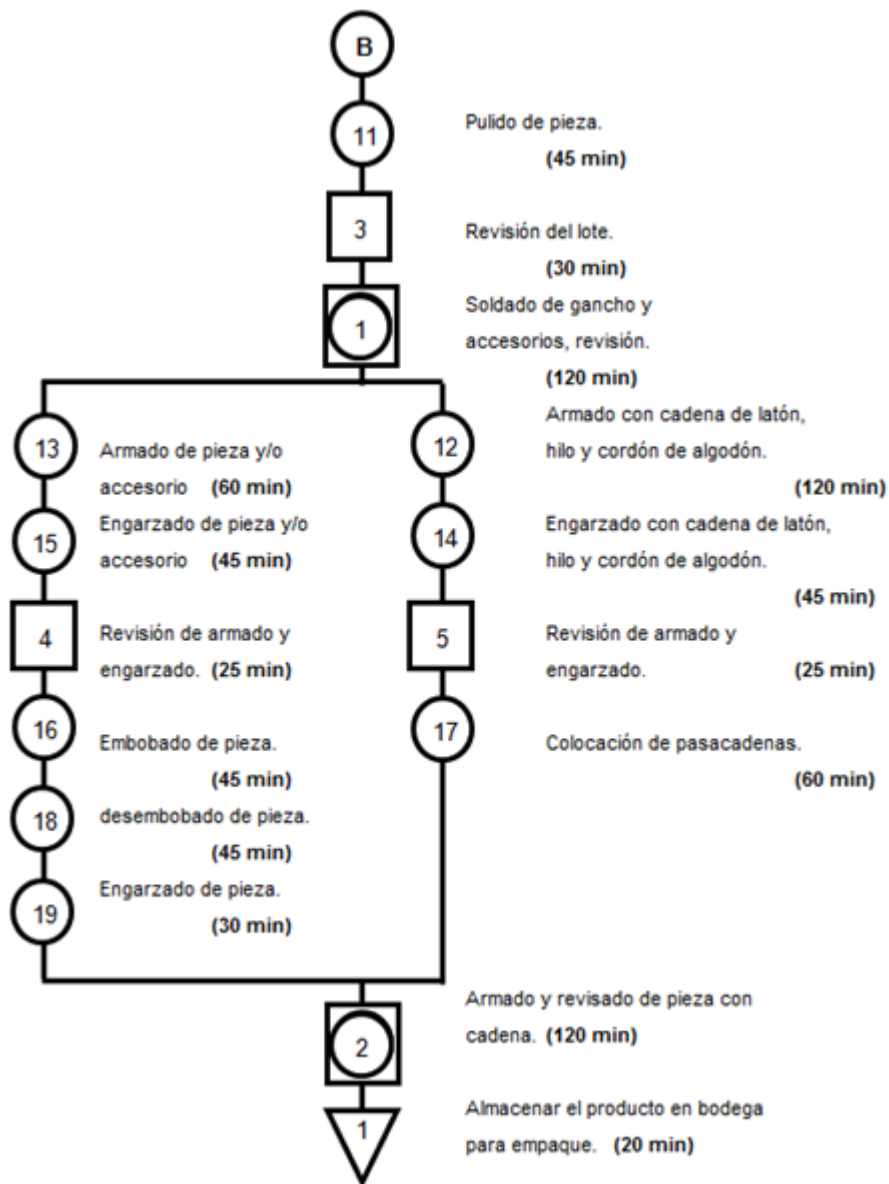 B
11
Pulido de pieza.
(45 min)
3
Revisión del lote.
(30 min)
1
Soldado de gancho y
accesorios, revisión.
(120 min)
13
Armado de pieza y/o
accesorio (60 min)
15
Engarzado de pieza y/o
accesorio (45 min)
4
Revisión de armado y
engarzado. (25 min)
16
Embobado de pieza.
(45 min)
18
desembobado de pieza.
(45 min)
19
Engarzado de pieza.
(30 min)
12
Armado con cadena de latón,
hilo y cordón de algodón.
(120 min)
14
Engarzado con cadena de latón,
hilo y cordón de algodón.
(45 min)
5
Revisión de armado y
engarzado. (25 min)
17
Colocación de pasacadenas.
(60 min)
2
Armado y revisado de pieza con
cadena. (120 min)
1
Almacenar el producto en bodega
para empaque. (20 min)